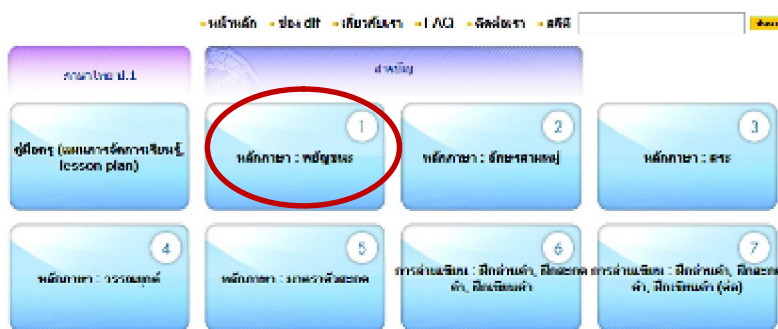 หน้าหลัก ช่อง dlf เกี่ยวกับเรา FAQ ติดต่อเรา สถิติ
ภาษาไทย ป.1
สารบัญ
คู่มือครู (แผนการจัดการเรียนรู้,
lesson plan)
1
หลักภาษา : พยัญชนะ
2
หลักภาษา : อักษรสามหมู่
3
หลักภาษา : สระ
4
หลักภาษา : วรรณยุกต์
5
หลักภาษา : มาตราตัวสะกด
6
การอ่านเขียน : ฝึกอ่านคำ, ฝึกสะกด
คำ, ฝึกเขียนคำ
7
การอ่านเขียน : ฝึกอ่านคำ, ฝึกสะกด
คำ, ฝึกเขียนคำ (ต่อ)